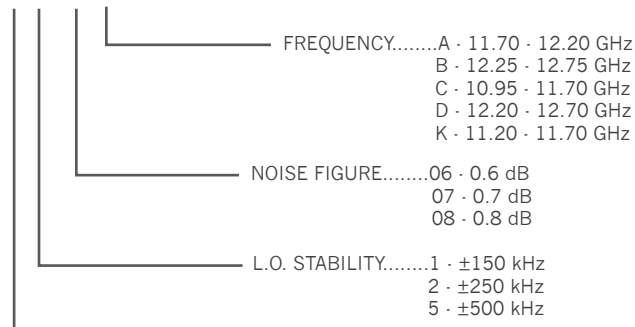 FREQUENCY........A · 11.70 - 12.20 GHz
B · 12.25 - 12.75 GHz
C · 10.95 - 11.70 GHz
D · 12.20 - 12.70 GHz
K · 11.20 - 11.70 GHz
NOISE FIGURE........06 · 0.6 dB
07 · 0.7 dB
08 · 0.8 dB
L.O. STABILITY........1 · ±150 kHz
2 · ±250 kHz
5 · ±500 kHz